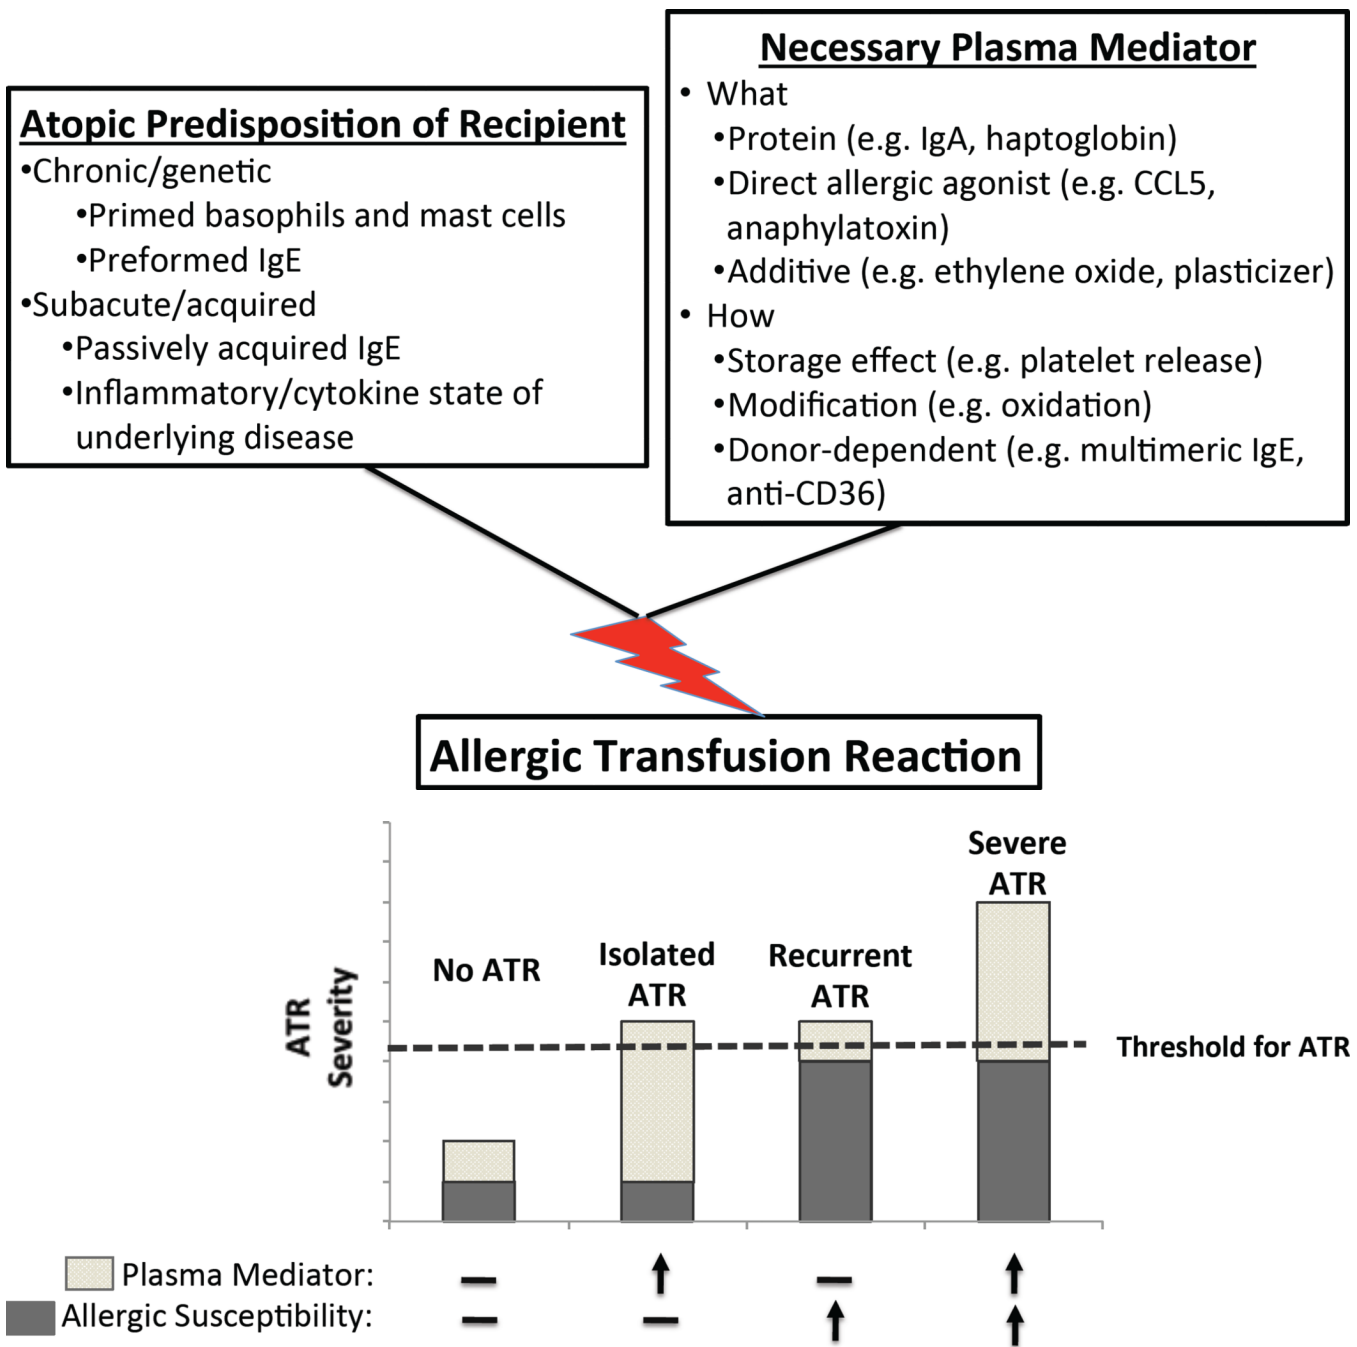 Atopic Predisposition of Recipient
•Chronic/genetic
•Primed basophils and mast cells
•Preformed IgE
•Subacute/acquired
•Passively acquired IgE
•Inflammatory/cytokine state of
underlying disease
Necessary Plasma Mediator
• What
•Protein (e.g. IgA, haptoglobin)
•Direct allergic agonist (e.g. CCL5,
anaphylatoxin)
•Additive (e.g. ethylene oxide, plasticizer)
• How
•Storage effect (e.g. platelet release)
•Modification (e.g. oxidation)
•Donor-dependent (e.g. multimeric IgE,
anti-CD36)
Allergic Transfusion Reaction
ATR
Severity
No ATR
Isolated
ATR
Recurrent
ATR
Severe
ATR
Threshold for ATR
Plasma Mediator:
Allergic Susceptibility: